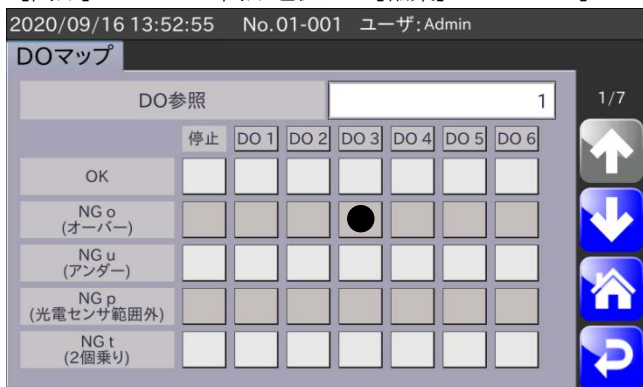 2020/09/16 13:52:55 No.01-001 ユーザ:Admin
DOマップ
DO参照 1 1/7
停止 DO 1 DO 2 DO 3 DO 4 DO 5 DO 6
OK
NG o
(オーバー)
NG u
(アンダー)
NG p
(光電センサ範囲外)
NG t
(2個乗り)